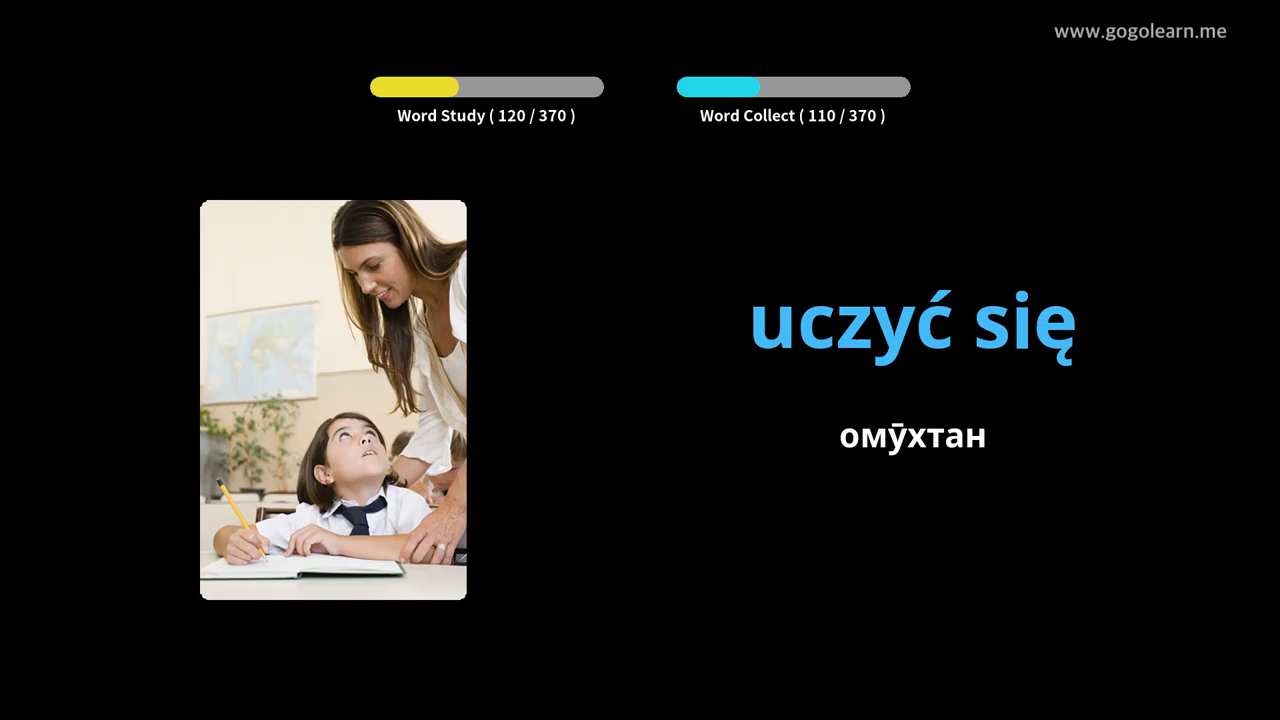 www.gogolearn.me
Word Study ( 120 / 370 )
Word Collect ( 110 / 370 )
uczyć się
омӯхтан